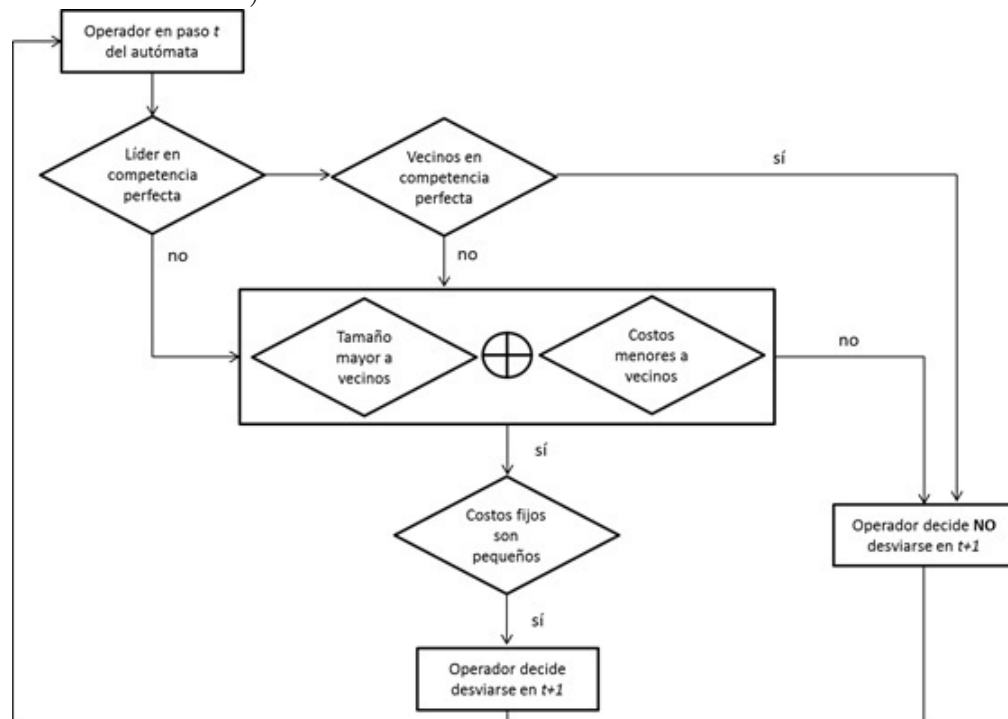 Operador en paso t
del autómata
Líder en
competencia
perfecta
Vecinos en
competencia
perfecta
sí
no
no
Tamaño
mayor a
vecinos
Costos
menores a
vecinos
no
sí
Costos fijos
son
pequeños
Operador decide NO
desviarse en t+1
sí
Operador decide
desviarse en t+1